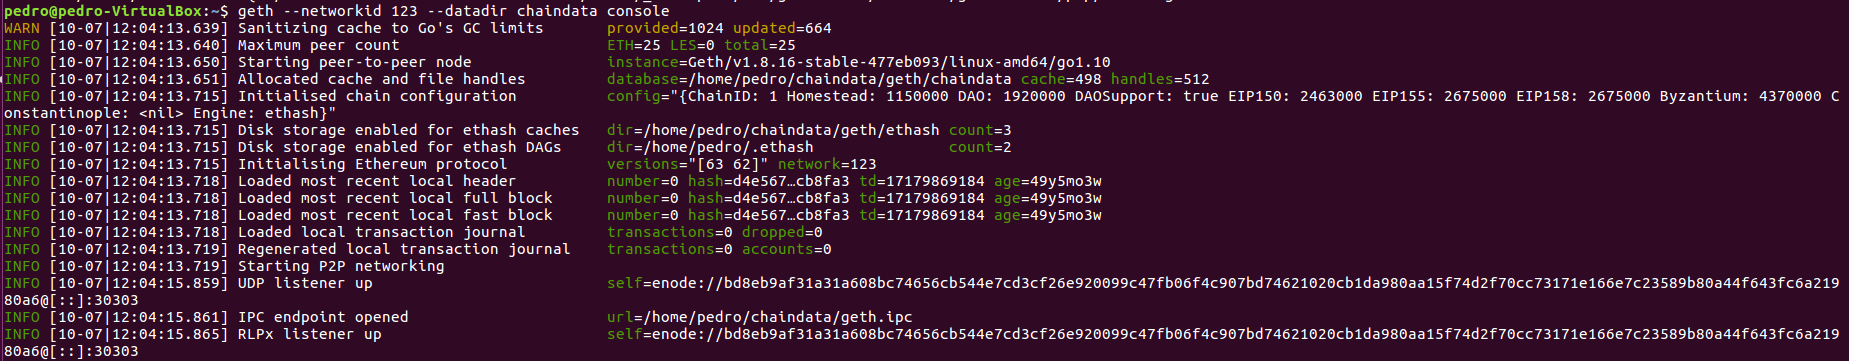 pedro@pedro-VirtualBox:~$ geth --networkid 123 --datadir chaindata console
WARN [10-07|12:04:13.639] Sanitizing cache to Go's GC limits provided=1024 updated=664
INFO [10-07|12:04:13.640] Maximum peer count ETH=25 LES=0 total=25
INFO [10-07|12:04:13.650] Starting peer-to-peer node instance=Geth/v1.8.16-stable-477eb093/linux-amd64/go1.10
INFO [10-07|12:04:13.651] Allocated cache and file handles database=/home/pedro/chaindata/geth/chaindata cache=498 handles=512
INFO [10-07|12:04:13.715] Initialised chain configuration config="{ChainID: 1 Homestead: 1150000 DAO: 1920000 DAOSupport: true EIP150: 2463000 EIP155: 2675000 EIP158: 2675000 Byzantium: 4370000 C
onstantinople: <nil> Engine: ethash}"
INFO [10-07|12:04:13.715] Disk storage enabled for ethash caches dir=/home/pedro/chaindata/geth/ethash count=3
INFO [10-07|12:04:13.715] Disk storage enabled for ethash DAGs dir=/home/pedro/.ethash count=2
INFO [10-07|12:04:13.715] Initialising Ethereum protocol versions="[63 62]" network=123
INFO [10-07|12:04:13.718] Loaded most recent local header number=0 hash=d4e567…cb8fa3 td=17179869184 age=49y5mo3w
INFO [10-07|12:04:13.718] Loaded most recent local full block number=0 hash=d4e567…cb8fa3 td=17179869184 age=49y5mo3w
INFO [10-07|12:04:13.718] Loaded most recent local fast block number=0 hash=d4e567…cb8fa3 td=17179869184 age=49y5mo3w
INFO [10-07|12:04:13.718] Loaded local transaction journal transactions=0 dropped=0
INFO [10-07|12:04:13.719] Regenerated local transaction journal transactions=0 accounts=0
INFO [10-07|12:04:13.719] Starting P2P networking
INFO [10-07|12:04:15.859] UDP listener up self=enode://bd8eb9af31a31a608bc74656cb544e7cd3cf26e920099c47fb06f4c907bd74621020cb1da980aa15f74d2f70cc73171e166e7c23589b80a44f643fc6a219
80a6@[::]:30303
INFO [10-07|12:04:15.861] IPC endpoint opened url=/home/pedro/chaindata/geth.ipc
INFO [10-07|12:04:15.865] RLPx listener up self=enode://bd8eb9af31a31a608bc74656cb544e7cd3cf26e920099c47fb06f4c907bd74621020cb1da980aa15f74d2f70cc73171e166e7c23589b80a44f643fc6a219
80a6@[::]:30303